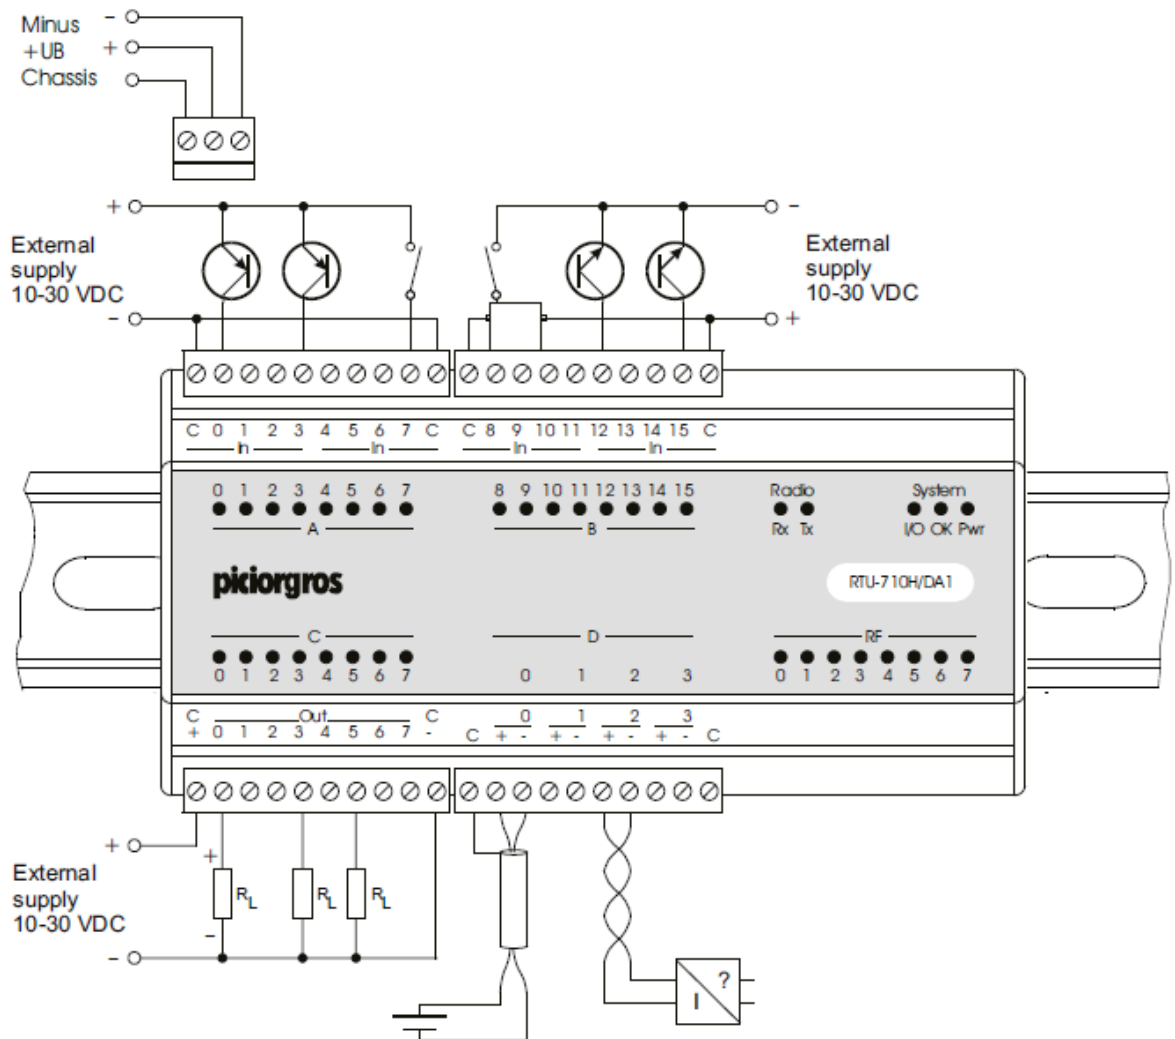 Minus -
+UB +
Chassis
+ -
External
supply
10-30 VDC
External
supply
10-30 VDC
- +
C 0 1 2 3 4 5 6 7 C C 8 9 10 11 12 13 14 15 C
In In In In
0 1 2 3 4 5 6 7 8 9 10 11 12 13 14 15 Radio System
A B Rx Tx I/O OK Pwr
piciorgros RTU-710H/DA1
C D RF
0 1 2 3 4 5 6 7 0 1 2 3 0 1 2 3 4 5 6 7
C Out C 0 1 2 3
+ 0 1 2 3 4 5 6 7 - C + - + - + - + - C
+
+
External
supply
10-30 VDC
RL RL RL
-
-
?
I